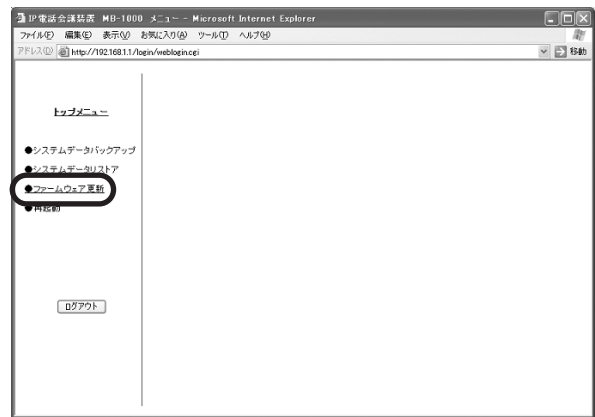 IP電話会議装置 MB-1000 メニュー - Microsoft Internet Explorer
ファイル(F) 編集(E) 表示(V) お気に入り(A) ツール(T) ヘルプ(H)
アドレス(D) http://192.168.1.1/login/weblogin.cgi 移動
トップメニュー
●システムデータバックアップ
●システムデータリストア
●ファームウェア更新
●再起動
ログアウト